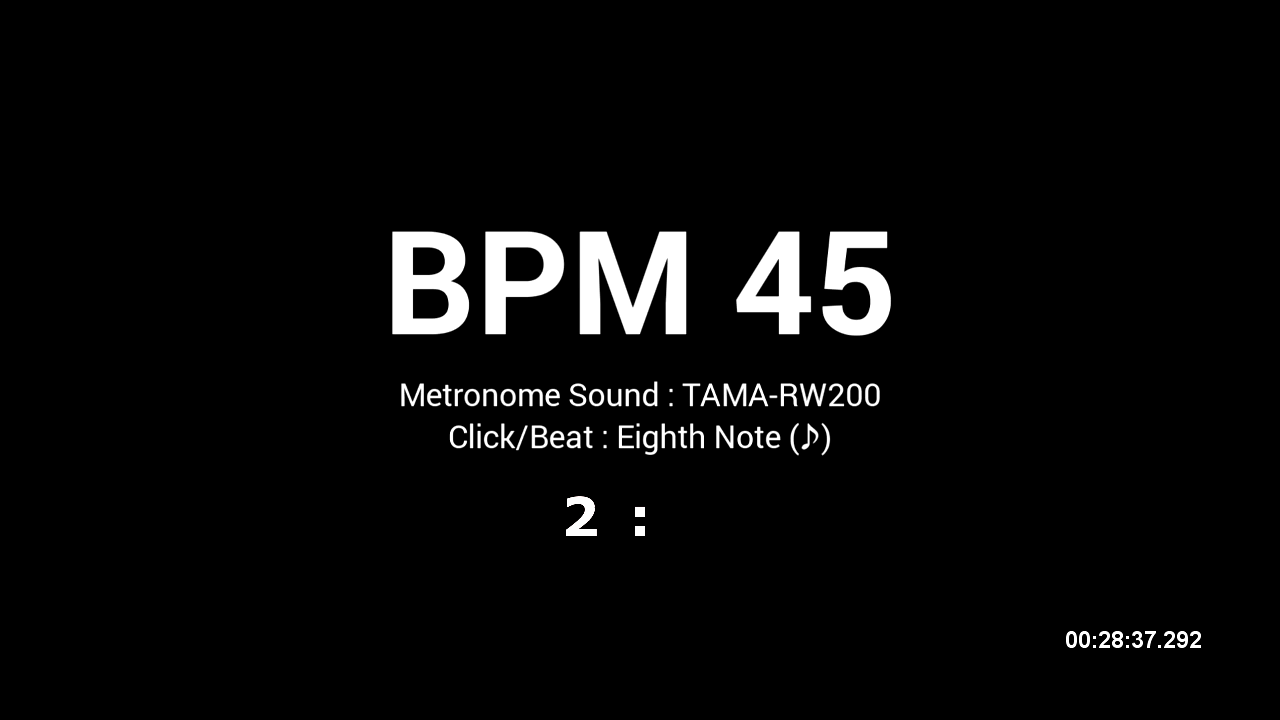 BPM 45
Metronome Sound : TAMA-RW200
Click/Beat : Eighth Note (♪)
2 :
00:28:37.292